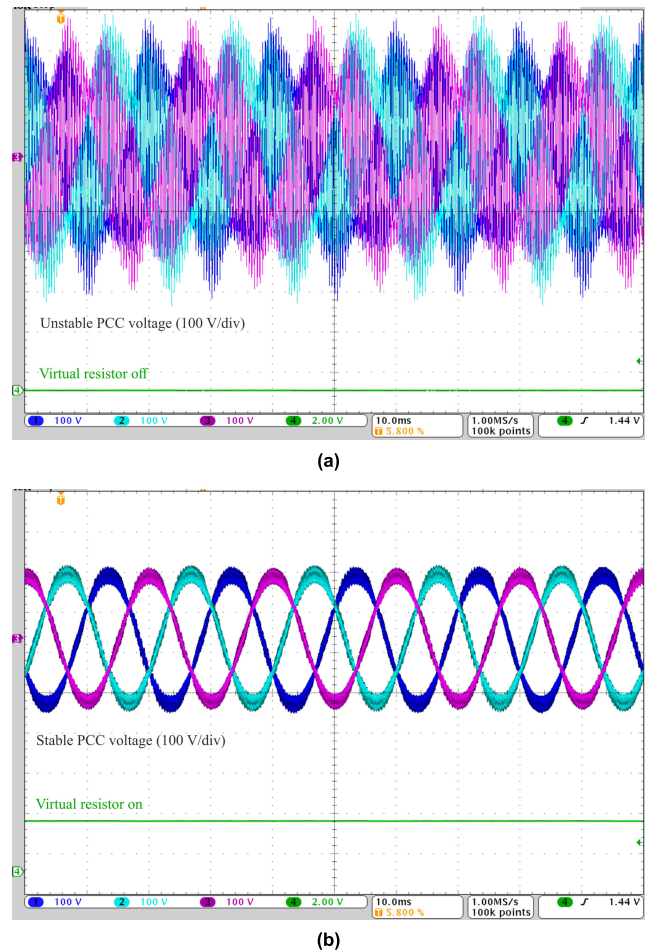 T
3
Unstable PCC voltage (100 V/div)
Virtual resistor off
4
1 100 V 2 100 V 3 100 V 4 2.00 V 10.0ms 1.00MS/s 4 1.44 V
T 5.800 % 100k points
(a)
T
3
Stable PCC voltage (100 V/div)
Virtual resistor on
4
1 100 V 2 100 V 3 100 V 4 2.00 V 10.0ms 1.00MS/s 4 1.44 V
T 5.800 % 100k points
(b)